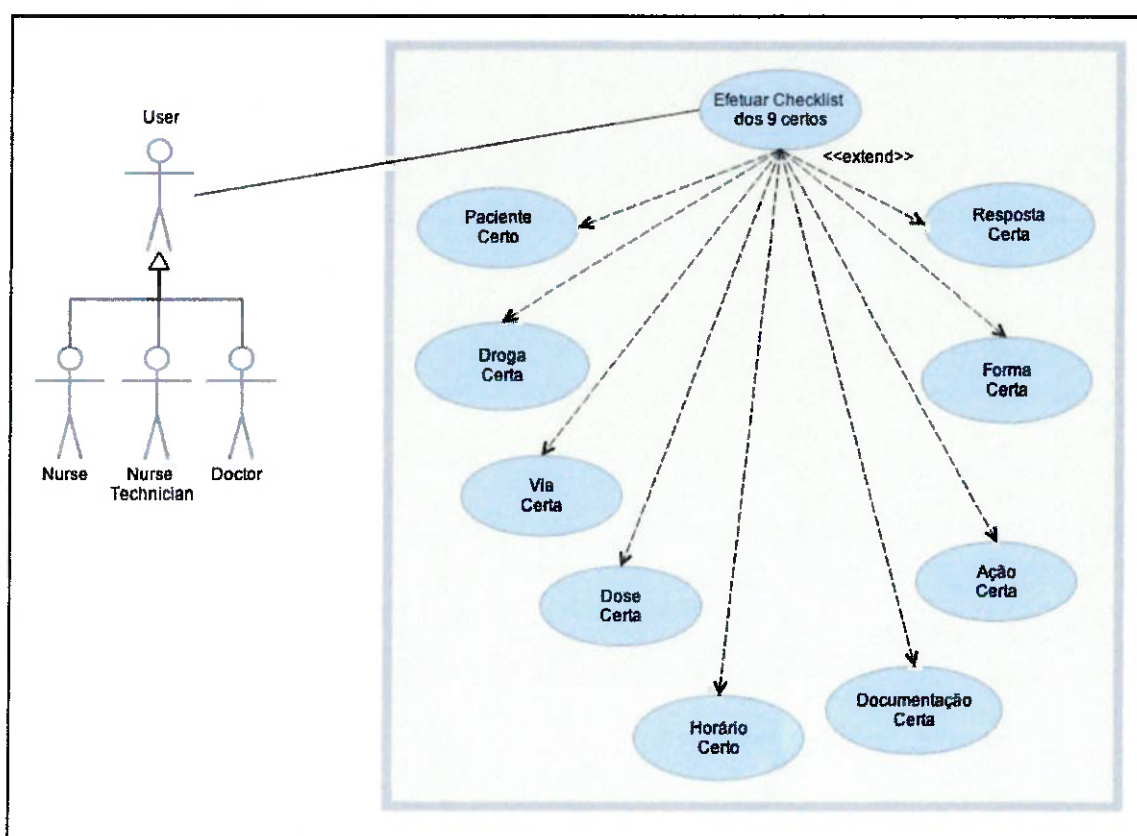 User
Nurse
Nurse
Technician
Doctor
Efetuar Checklist
dos 9 certos
<<extend>>
Paciente
Certo
Droga
Certa
Via
Certa
Dose
Certa
Horário
Certo
Documentação
Certa
Ação
Certa
Forma
Certa
Resposta
Certa